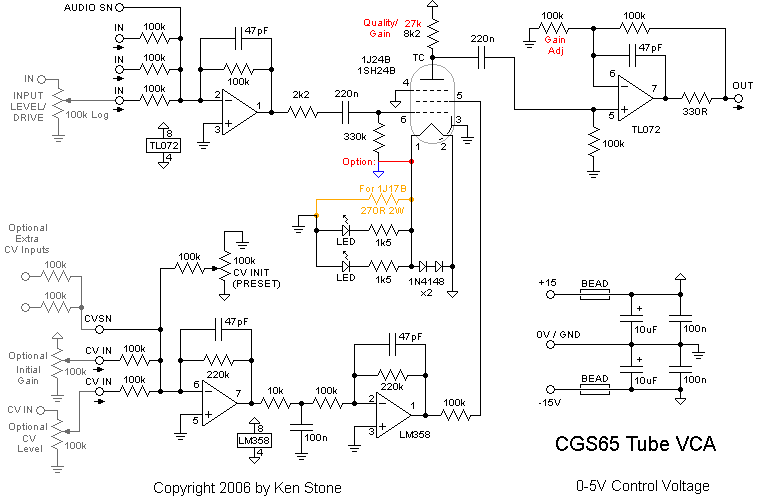 AUDIO SN
IN
100k
IN
100k
IN
100k
IN
INPUT
LEVEL/
DRIVE
100k Log
IN
100k
8
TL072
4
47pF
100k
2
3
1
2k2
220n
330k
Option:
Quality/
Gain
27k
8k2
1J24B
1SH24B
TC
4
5
6
3
1
2
220n
100k
Gain
Adj
100k
47pF
6
5
7
TL072
330R
OUT
100k
For 1J17B
270R 2W
LED
1k5
LED
1k5
1N4148
x2
Optional
Extra
CV Inputs
100k
100k
CVSN
100k
100k
CV INIT
(PRESET)
Optional
Initial
Gain
100k
CV IN
100k
CV IN
100k
CV IN
Optional
CV
Level
100k
47pF
220k
6
5
7
8
LM358
4
10k
100n
100k
47pF
220k
2
3
1
LM358
100k
+15
BEAD
+
10uF
100n
0V / GND
+
10uF
100n
-15V
BEAD
CGS65 Tube VCA
Copyright 2006 by Ken Stone
0-5V Control Voltage